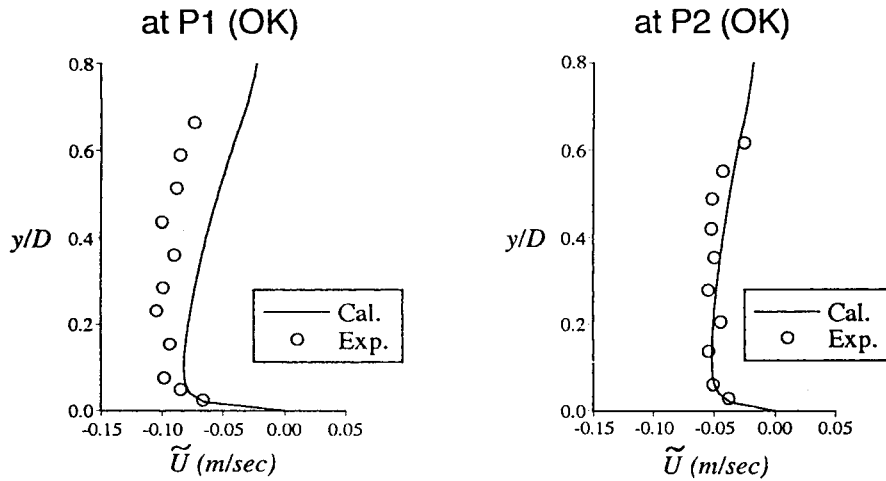 at P1 (OK)
0.8
0.6
y/D
0.4
0.2
0.0
-0.15 -0.10 -0.05 0.00 0.05
Ũ (m/sec)
Cal.
Exp.
at P2 (OK)
0.8
0.6
y/D
0.4
0.2
0.0
-0.15 -0.10 -0.05 0.00 0.05
Ũ (m/sec)
Cal.
Exp.